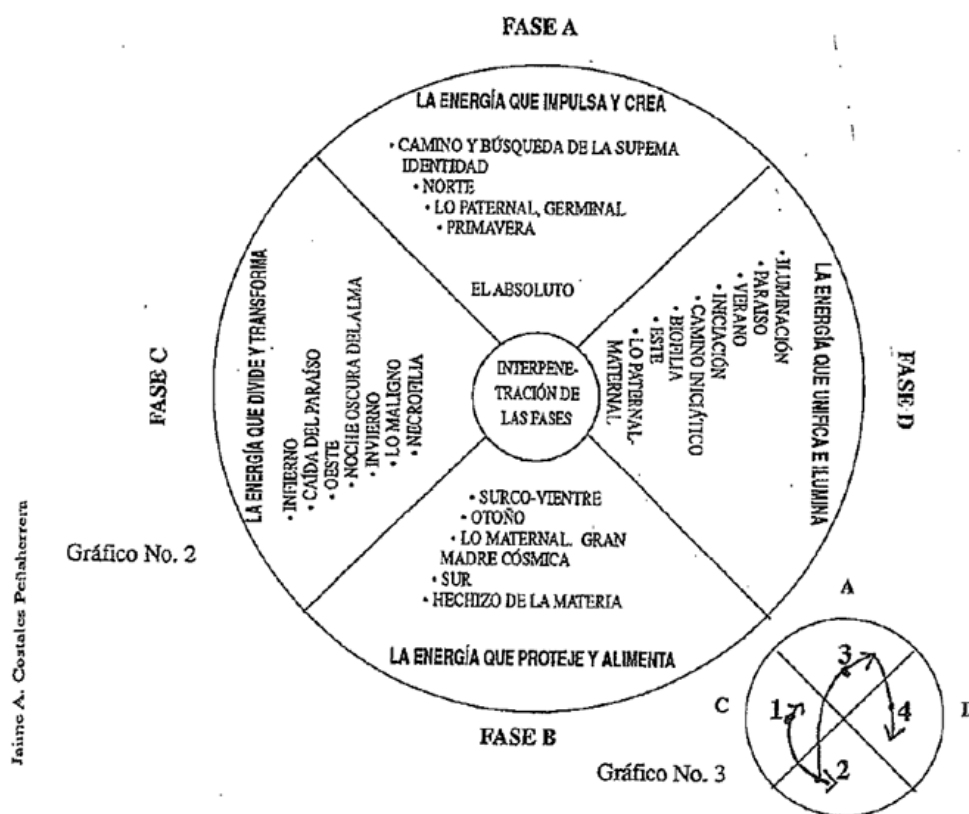 FASE A
LA ENERGÍA QUE IMPULSA Y CREA
• CAMINO Y BÚSQUEDA DE LA SUPEMA
IDENTIDAD
• NORTE
• LO PATERNAL, GERMINAL
• PRIMAVERA
EL ABSOLUTO
INTERPENE-
TRACIÓN DE
LAS FASES
FASE C
LA ENERGÍA QUE DIVIDE Y TRANSFORMA
• INFIERNO
• CAÍDA DEL PARAÍSO
• OESTE
• NOCHE OSCURA DEL ALMA
• INVIERNO
• LO MALIGNO
• NECROFILIA
FASE D
LA ENERGÍA QUE UNIFICA E ILUMINA
• ILUMINACIÓN
• PARAISO
• VERANO
• INICIACIÓN
• CAMINO INICIÁTICO
• BIOFILIA
• ESTE
• LO PATERNAL-
MATERNAL
• SURCO-VIENTRE
• OTOÑO
• LO MATERNAL. GRAN
MADRE CÓSMICA
• SUR
• HECHIZO DE LA MATERIA
LA ENERGÍA QUE PROTEJE Y ALIMENTA
FASE B
Gráfico No. 2
Jaime A. Costales Peñaherrera
A
C
1
2
3
4
Gráfico No. 3